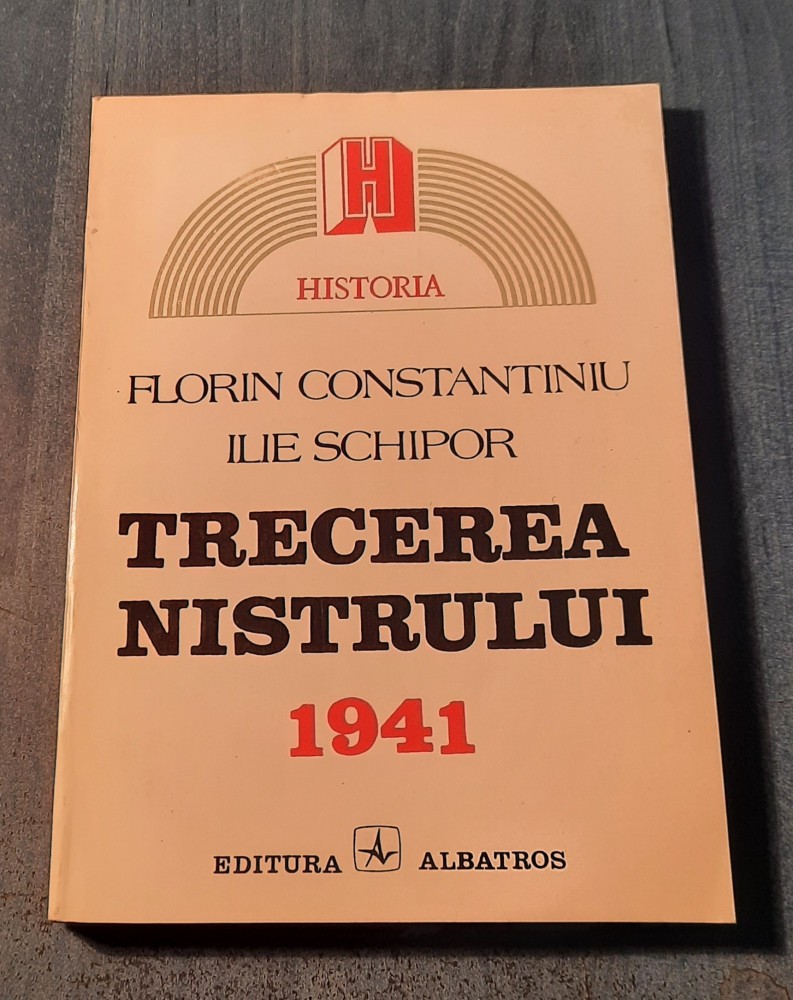 H
HISTORIA
FLORIN CONSTANTINIU
ILIE SCHIPOR
TRECEREA
NISTRULUI
1941
EDITURA ALBATROS